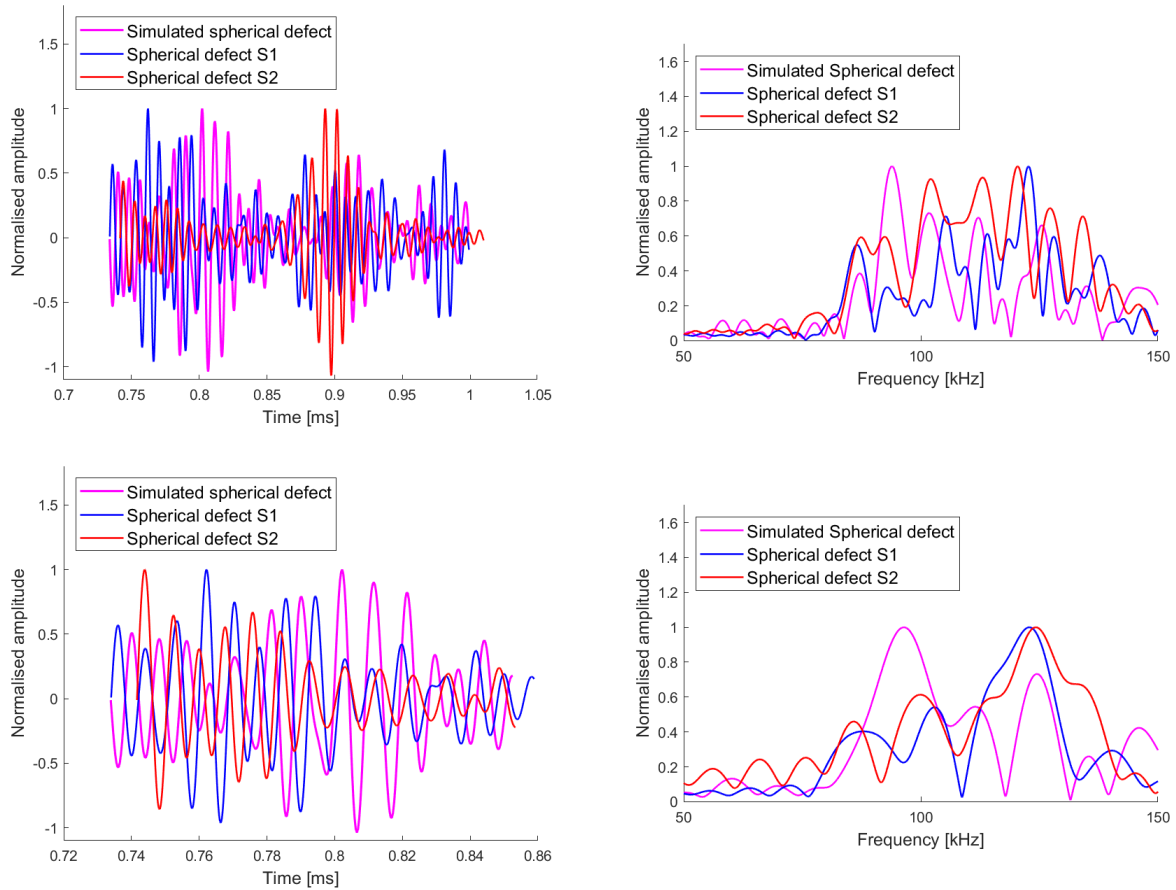 Simulated spherical defect
Spherical defect S1
Spherical defect S2
Normalised amplitude
1.5
1
0.5
0
-0.5
-1
0.7
0.75
0.8
0.85
0.9
0.95
1
1.05
Time [ms]
Simulated Spherical defect
Spherical defect S1
Spherical defect S2
Normalised amplitude
1.6
1.4
1.2
1
0.8
0.6
0.4
0.2
0
50
100
150
Frequency [kHz]
Simulated spherical defect
Spherical defect S1
Spherical defect S2
Normalised amplitude
1.5
1
0.5
0
-0.5
-1
0.72
0.74
0.76
0.78
0.8
0.82
0.84
0.86
Time [ms]
Simulated Spherical defect
Spherical defect S1
Spherical defect S2
Normalised amplitude
1.6
1.4
1.2
1
0.8
0.6
0.4
0.2
0
50
100
150
Frequency [kHz]